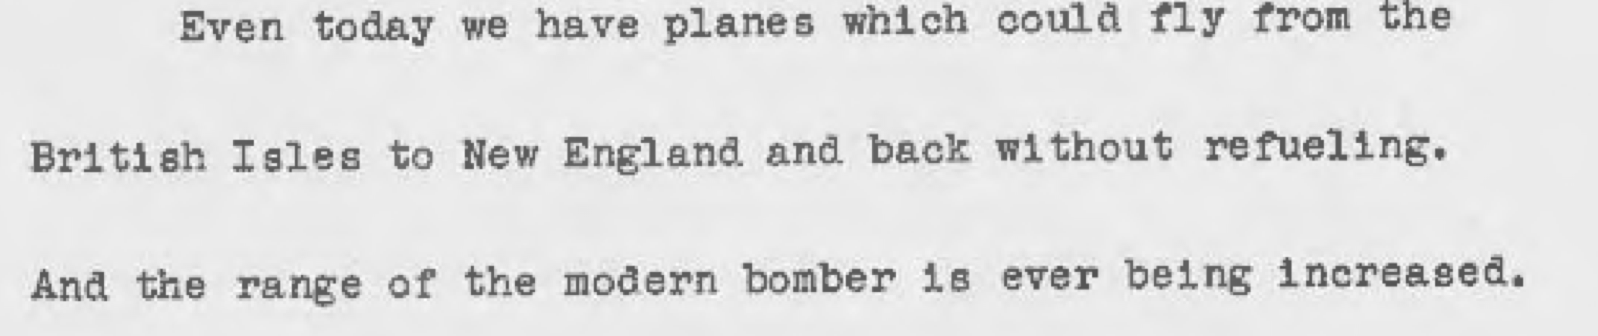 Even today we have planes which could fly from the
British Isles to New England and back without refueling.
And the range of the modern bomber is ever being increased.